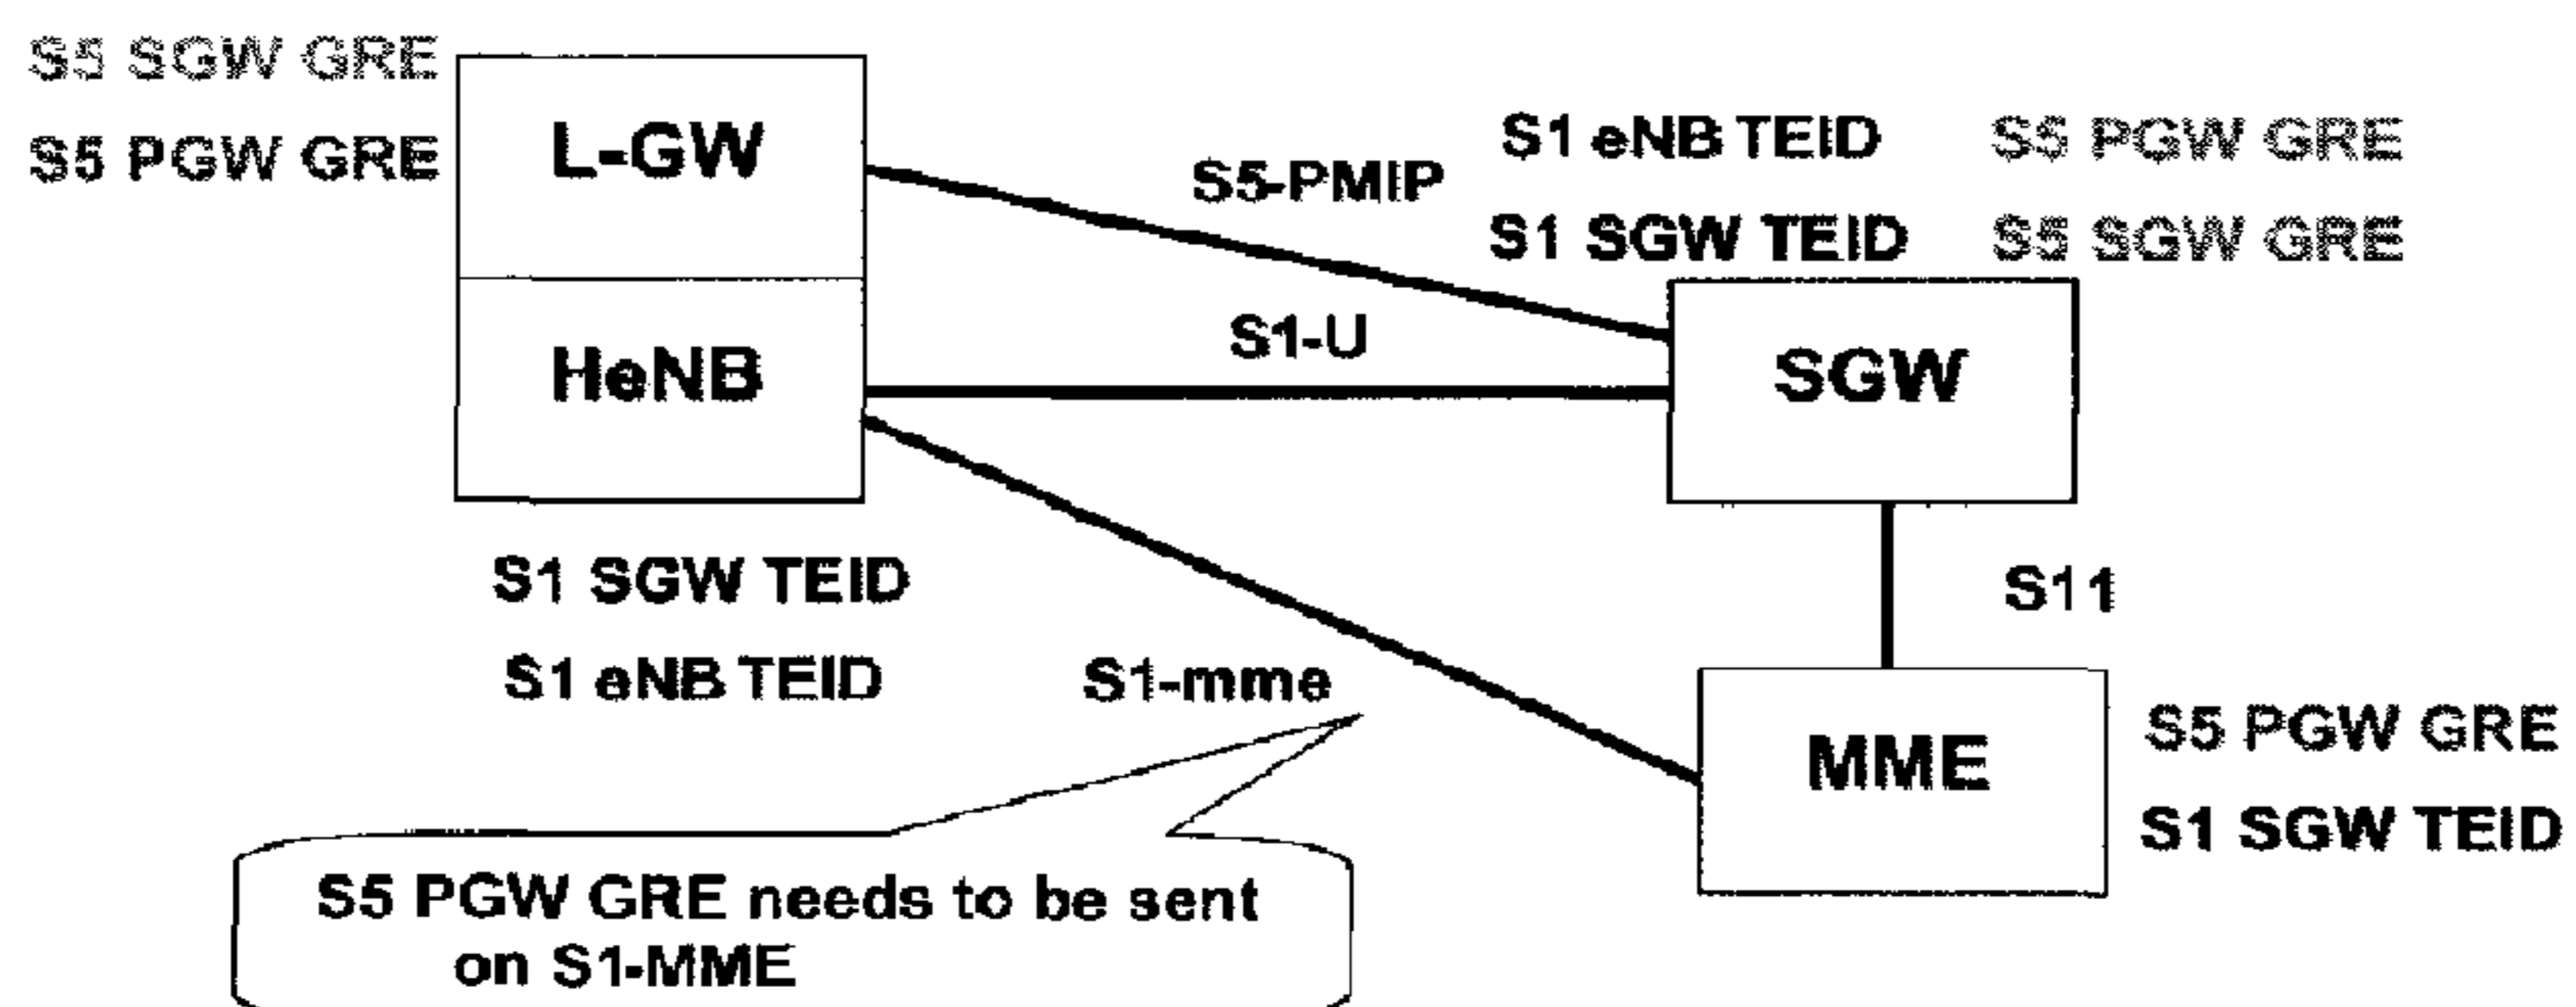 S5 SGW GRE
S5 PGW GRE
L-GW
HeNB
S5-PMIP
S1-U
S1 eNB TEID
S5 PGW GRE
S1 SGW TEID
S5 SGW GRE
SGW
S1 SGW TEID
S1 eNB TEID
S1-mme
S11
MME
S5 PGW GRE
S1 SGW TEID
S5 PGW GRE needs to be sent
on S1-MME